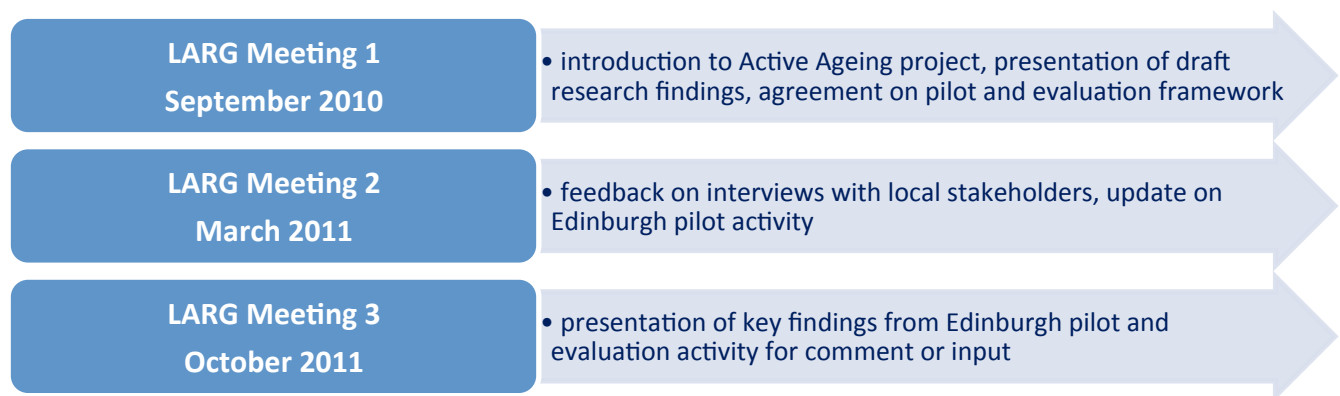 LARG Meeting 1
September 2010
• introduction to Active Ageing project, presentation of draft
research findings, agreement on pilot and evaluation framework
LARG Meeting 2
March 2011
• feedback on interviews with local stakeholders, update on
Edinburgh pilot activity
LARG Meeting 3
October 2011
• presentation of key findings from Edinburgh pilot and
evaluation activity for comment or input